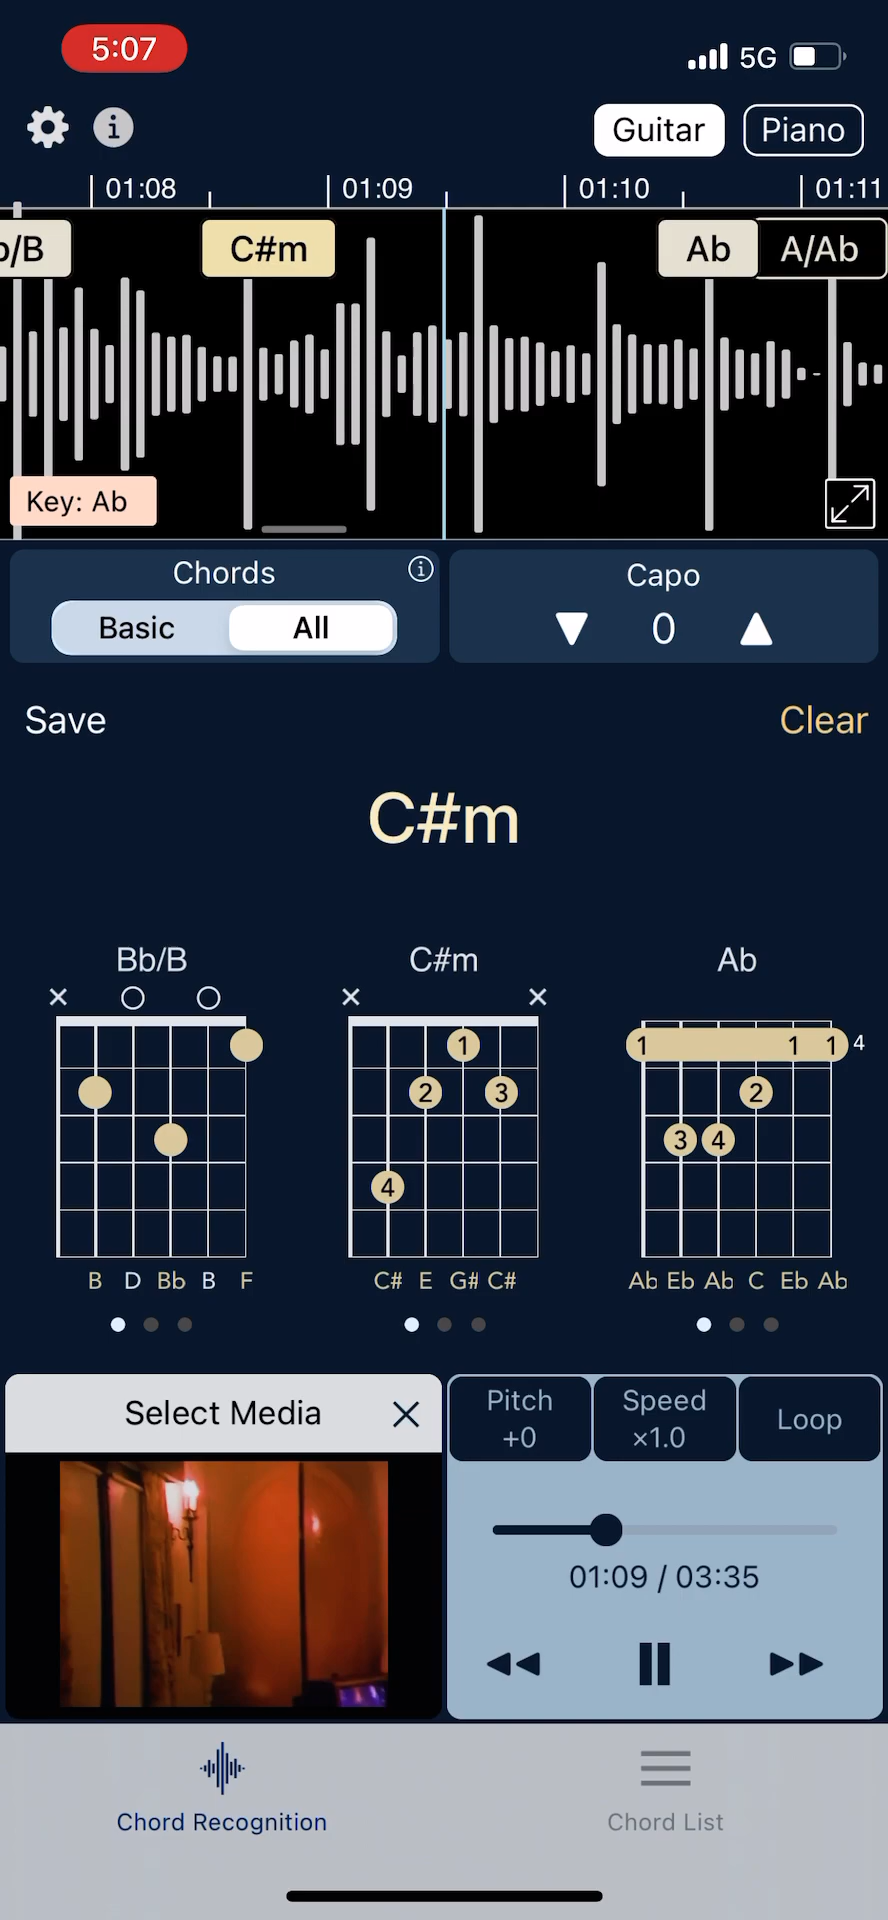 5:07
5G
Guitar
Piano
01:08
01:09
01:10
01:11
/B
C#m
Ab
A/Ab
Key: Ab
Chords
Basic
All
Capo
0
Save
Clear
C#m
Bb/B
C#m
Ab
1
1 1 1 4
2 3
2
3 4
4
B D Bb B F
C# E G# C#
Ab Eb Ab C Eb Ab
Select Media
Pitch
+0
Speed
×1.0
Loop
01:09 / 03:35
Chord Recognition
Chord List